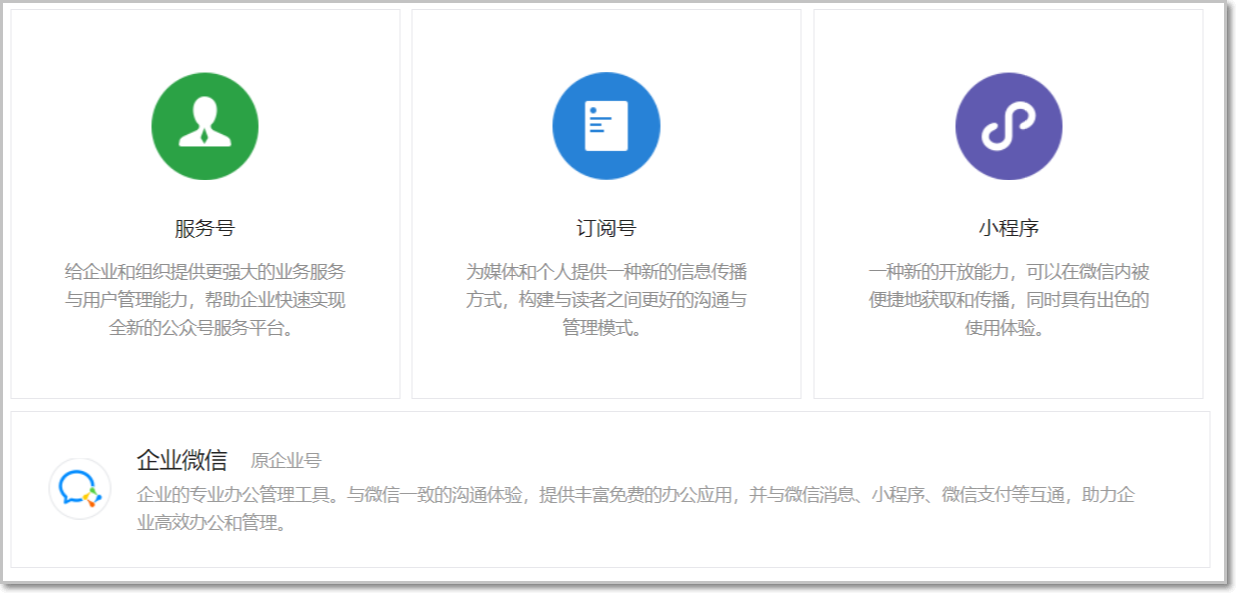 服务号
给企业和组织提供更强大的业务服务
与用户管理能力，帮助企业快速实现
全新的公众号服务平台。
订阅号
为媒体和个人提供一种新的信息传播
方式，构建与读者之间更好的沟通与
管理模式。
小程序
一种新的开放能力，可以在微信内被
便捷地获取和传播，同时具有出色的
使用体验。
企业微信 原企业号
企业的专业办公管理工具。与微信一致的沟通体验，提供丰富免费的办公应用，并与微信消息、小程序、微信支付等互通，助力企
业高效办公和管理。